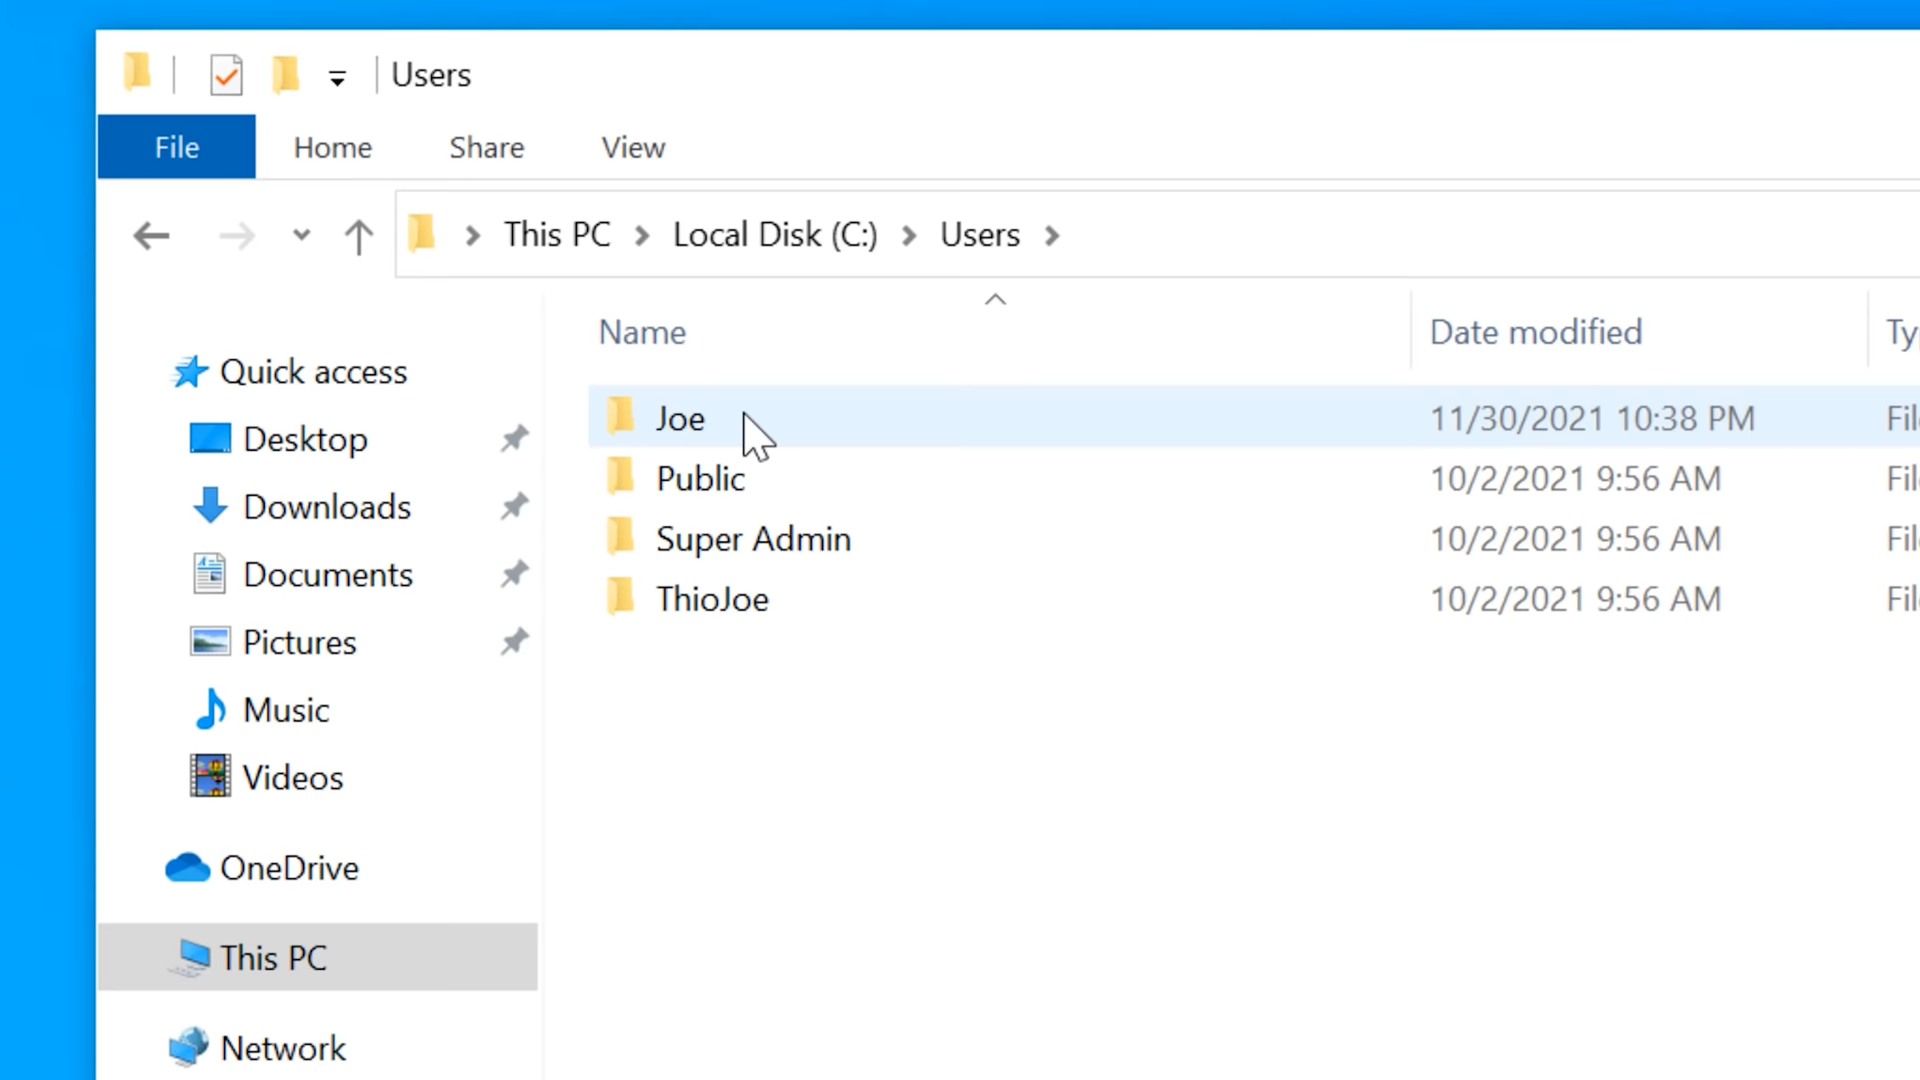 Users
File Home Share View
This PC Local Disk (C:) Users
Name Date modified
Quick access
Desktop
Downloads
Documents
Pictures
Music
Videos
OneDrive
This PC
Network
Joe 11/30/2021 10:38 PM
Public 10/2/2021 9:56 AM
Super Admin 10/2/2021 9:56 AM
ThioJoe 10/2/2021 9:56 AM